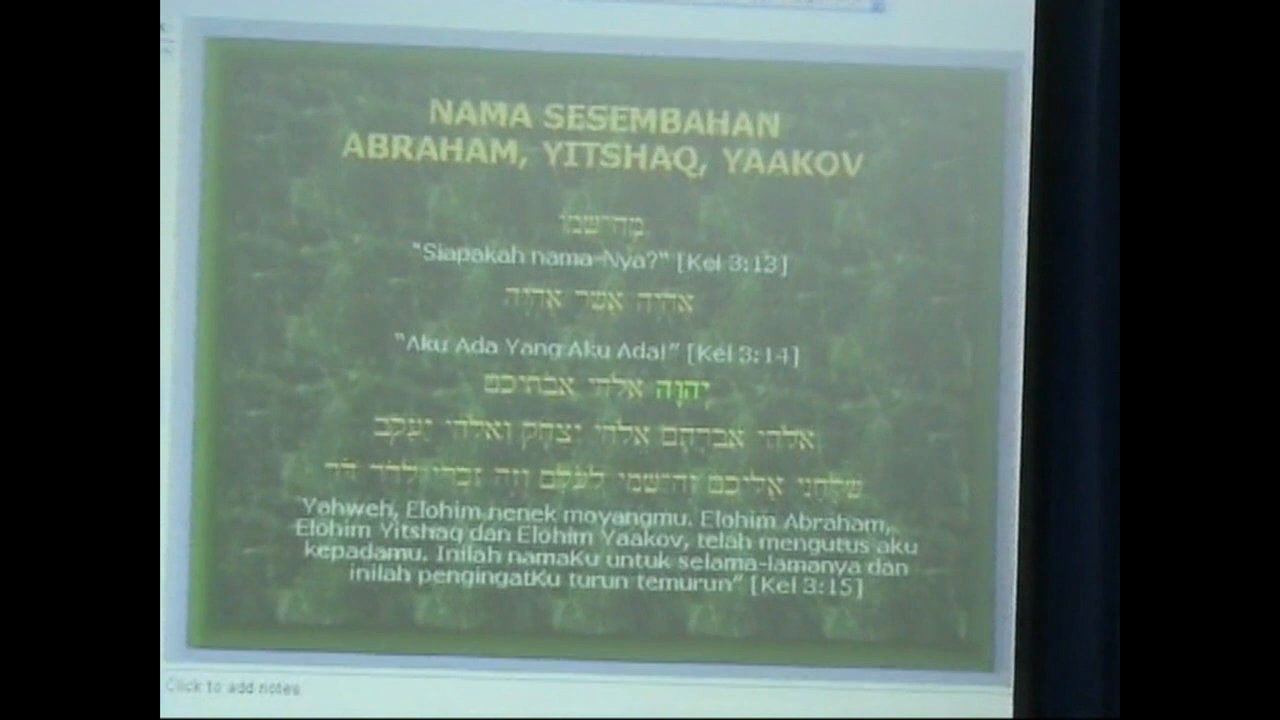 NAMA SESEMBAHAN
ABRAHAM, YITSHAQ, YAAKOV
מה־שמו
"Siapakah nama-Nya?" [Kel 3:13]
אהיה אשר אהיה
"Aku Ada Yang Aku Ada!" [Kel 3:14]
יהוה אלהי אבתיכם
אלהי אברהם אלהי יצחק ואלהי יעקב
שלחני אליכם זה־שמי לעלם וזה זכרי לדר דר
Yahweh, Elohim nenek moyangmu. Elohim Abraham,
Elohim Yitshaq dan Elohim Yaakov, telah mengutus aku
kepadamu. Inilah namaKu untuk selama-lamanya dan
inilah pengingatKu turun temurun" [Kel 3:15]
Click to add notes